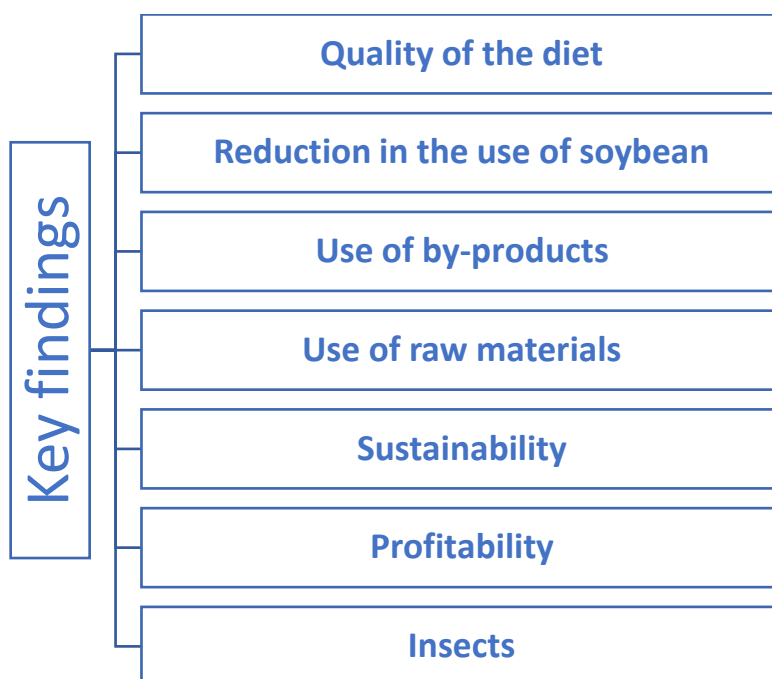 Key findings
Quality of the diet
Reduction in the use of soybean
Use of by-products
Use of raw materials
Sustainability
Profitability
Insects